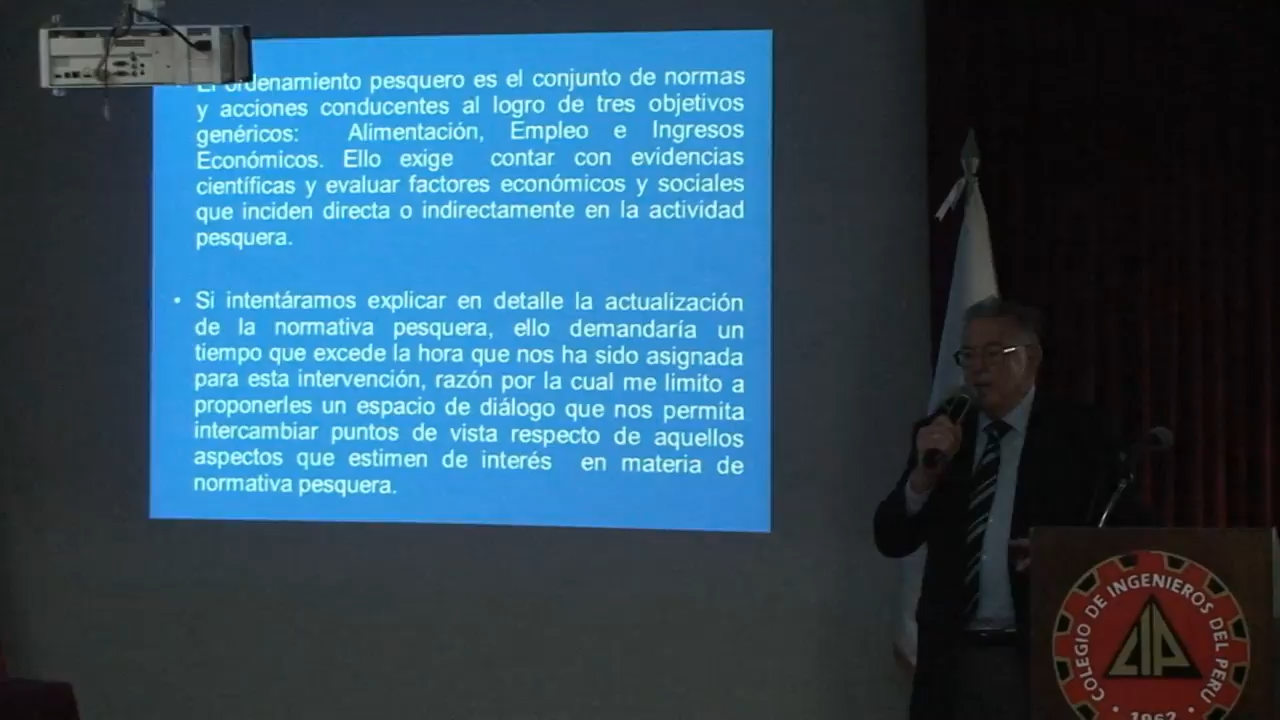 El ordenamiento pesquero es el conjunto de normas
y acciones conducentes al logro de tres objetivos
genéricos: Alimentación, Empleo e Ingresos
Económicos. Ello exige contar con evidencias
científicas y evaluar factores económicos y sociales
que inciden directa o indirectamente en la actividad
pesquera.
• Si intentáramos explicar en detalle la actualización
de la normativa pesquera, ello demandaría un
tiempo que excede la hora que nos ha sido asignada
para esta intervención, razón por la cual me limito a
proponerles un espacio de diálogo que nos permita
intercambiar puntos de vista respecto de aquellos
aspectos que estimen de interés en materia de
normativa pesquera.
COLEGIO DE INGENIEROS DEL PERU
CIP
• 1962 •